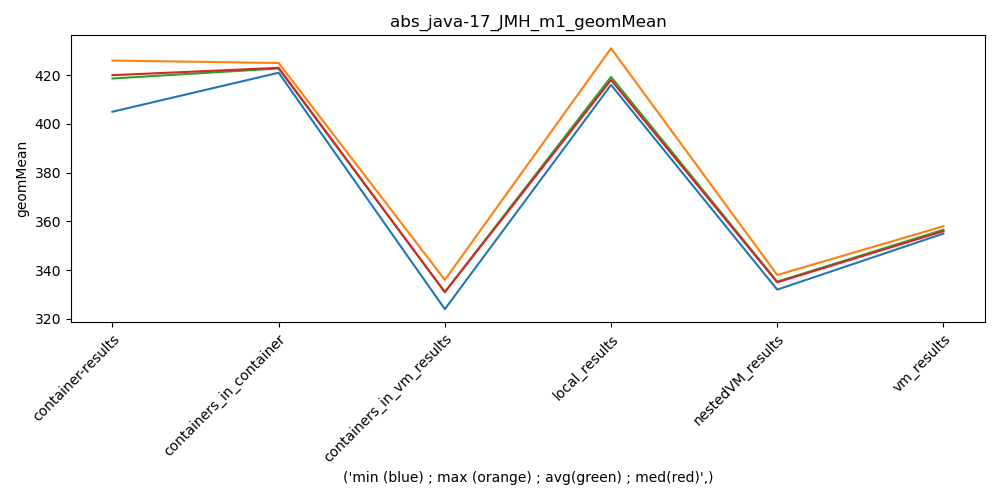 abs_java-17_JMH_m1_geomMean
geomMean
420
400
380
360
340
320
container-results
containers_in_container
containers_in_vm_results
local_results
nestedVM_results
vm_results
('min (blue) ; max (orange) ; avg(green) ; med(red)',)